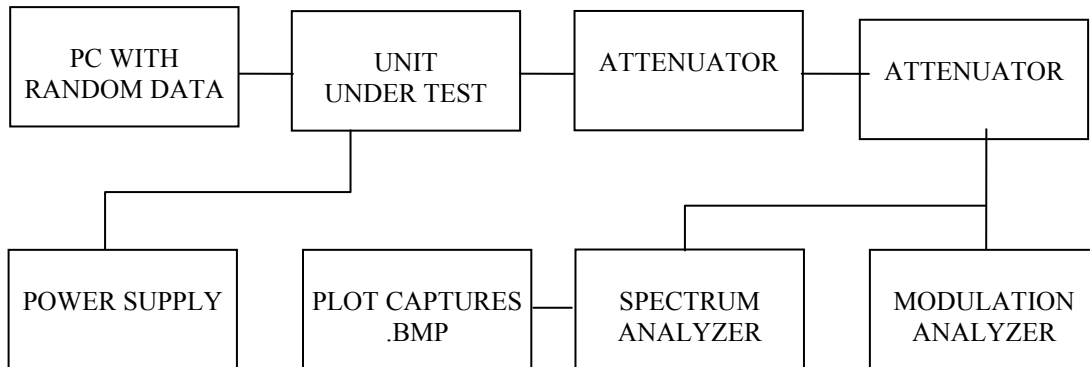 PC WITH
RANDOM DATA
UNIT
UNDER TEST
ATTENUATOR
ATTENUATOR
POWER SUPPLY
PLOT CAPTURES
.BMP
SPECTRUM
ANALYZER
MODULATION
ANALYZER